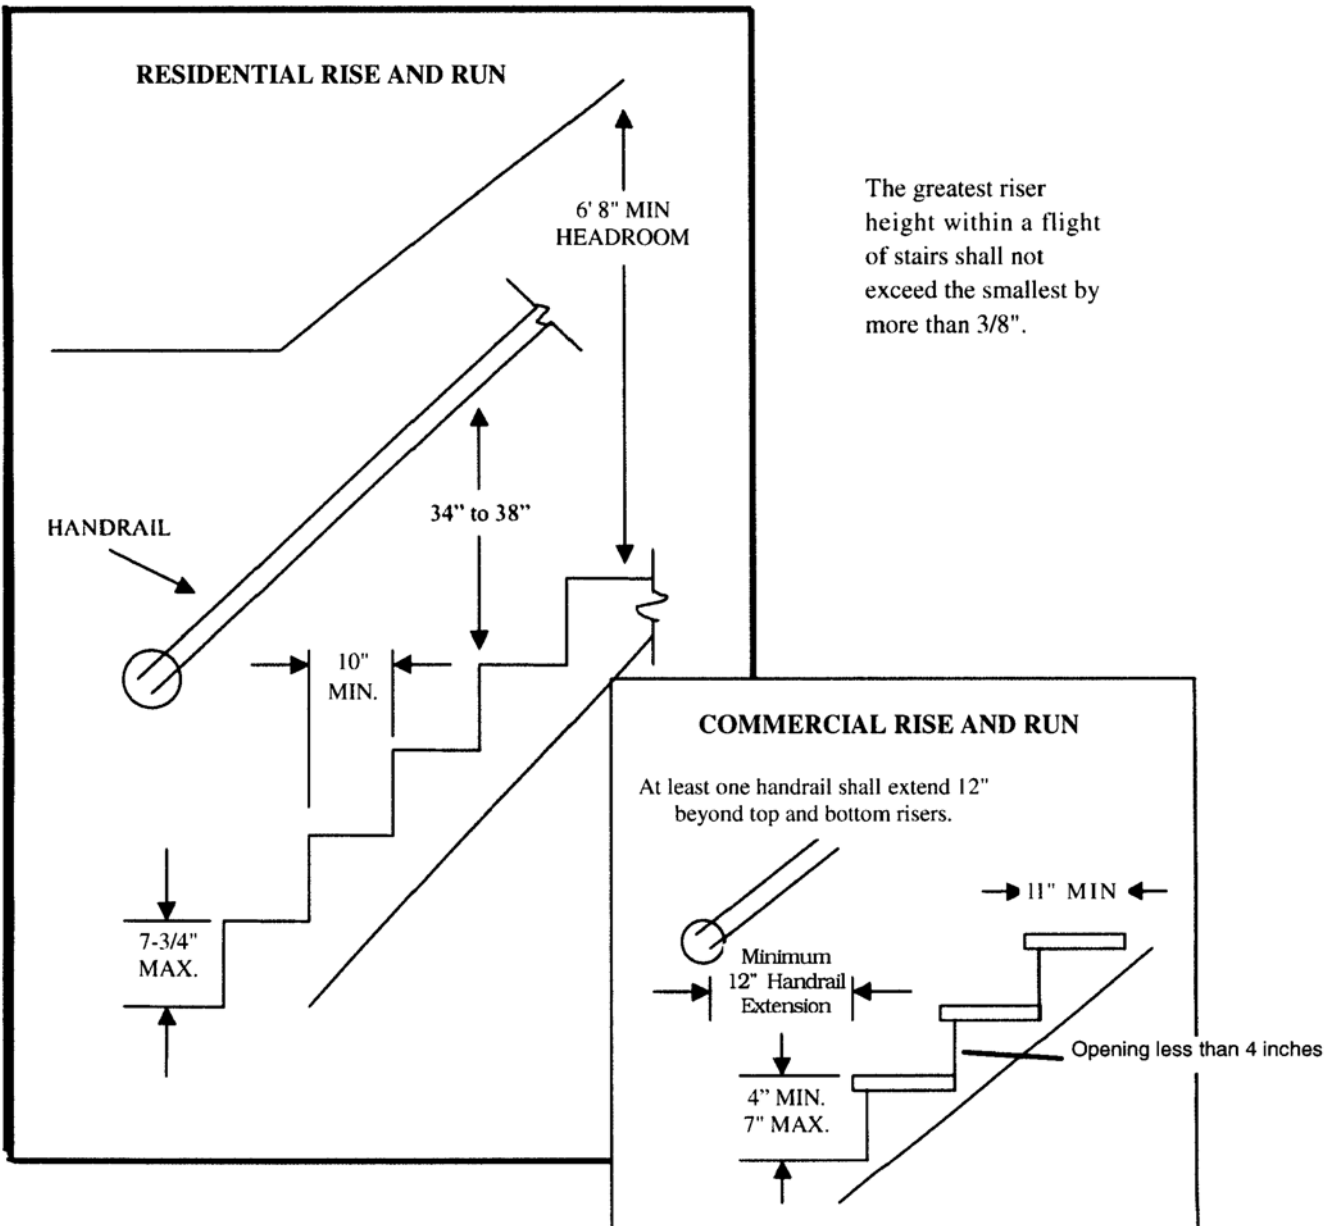 RESIDENTIAL RISE AND RUN
6' 8" MIN
HEADROOM
The greatest riser
height within a flight
of stairs shall not
exceed the smallest by
more than 3/8".
34” to 38”
HANDRAIL
10"
MIN.
7-3/4"
MAX.
COMMERCIAL RISE AND RUN
At least one handrail shall extend 12"
beyond top and bottom risers.
11" MIN
Minimum
12" Handrail
Extension
Opening less than 4 inches
4” MIN.
7" MAX.